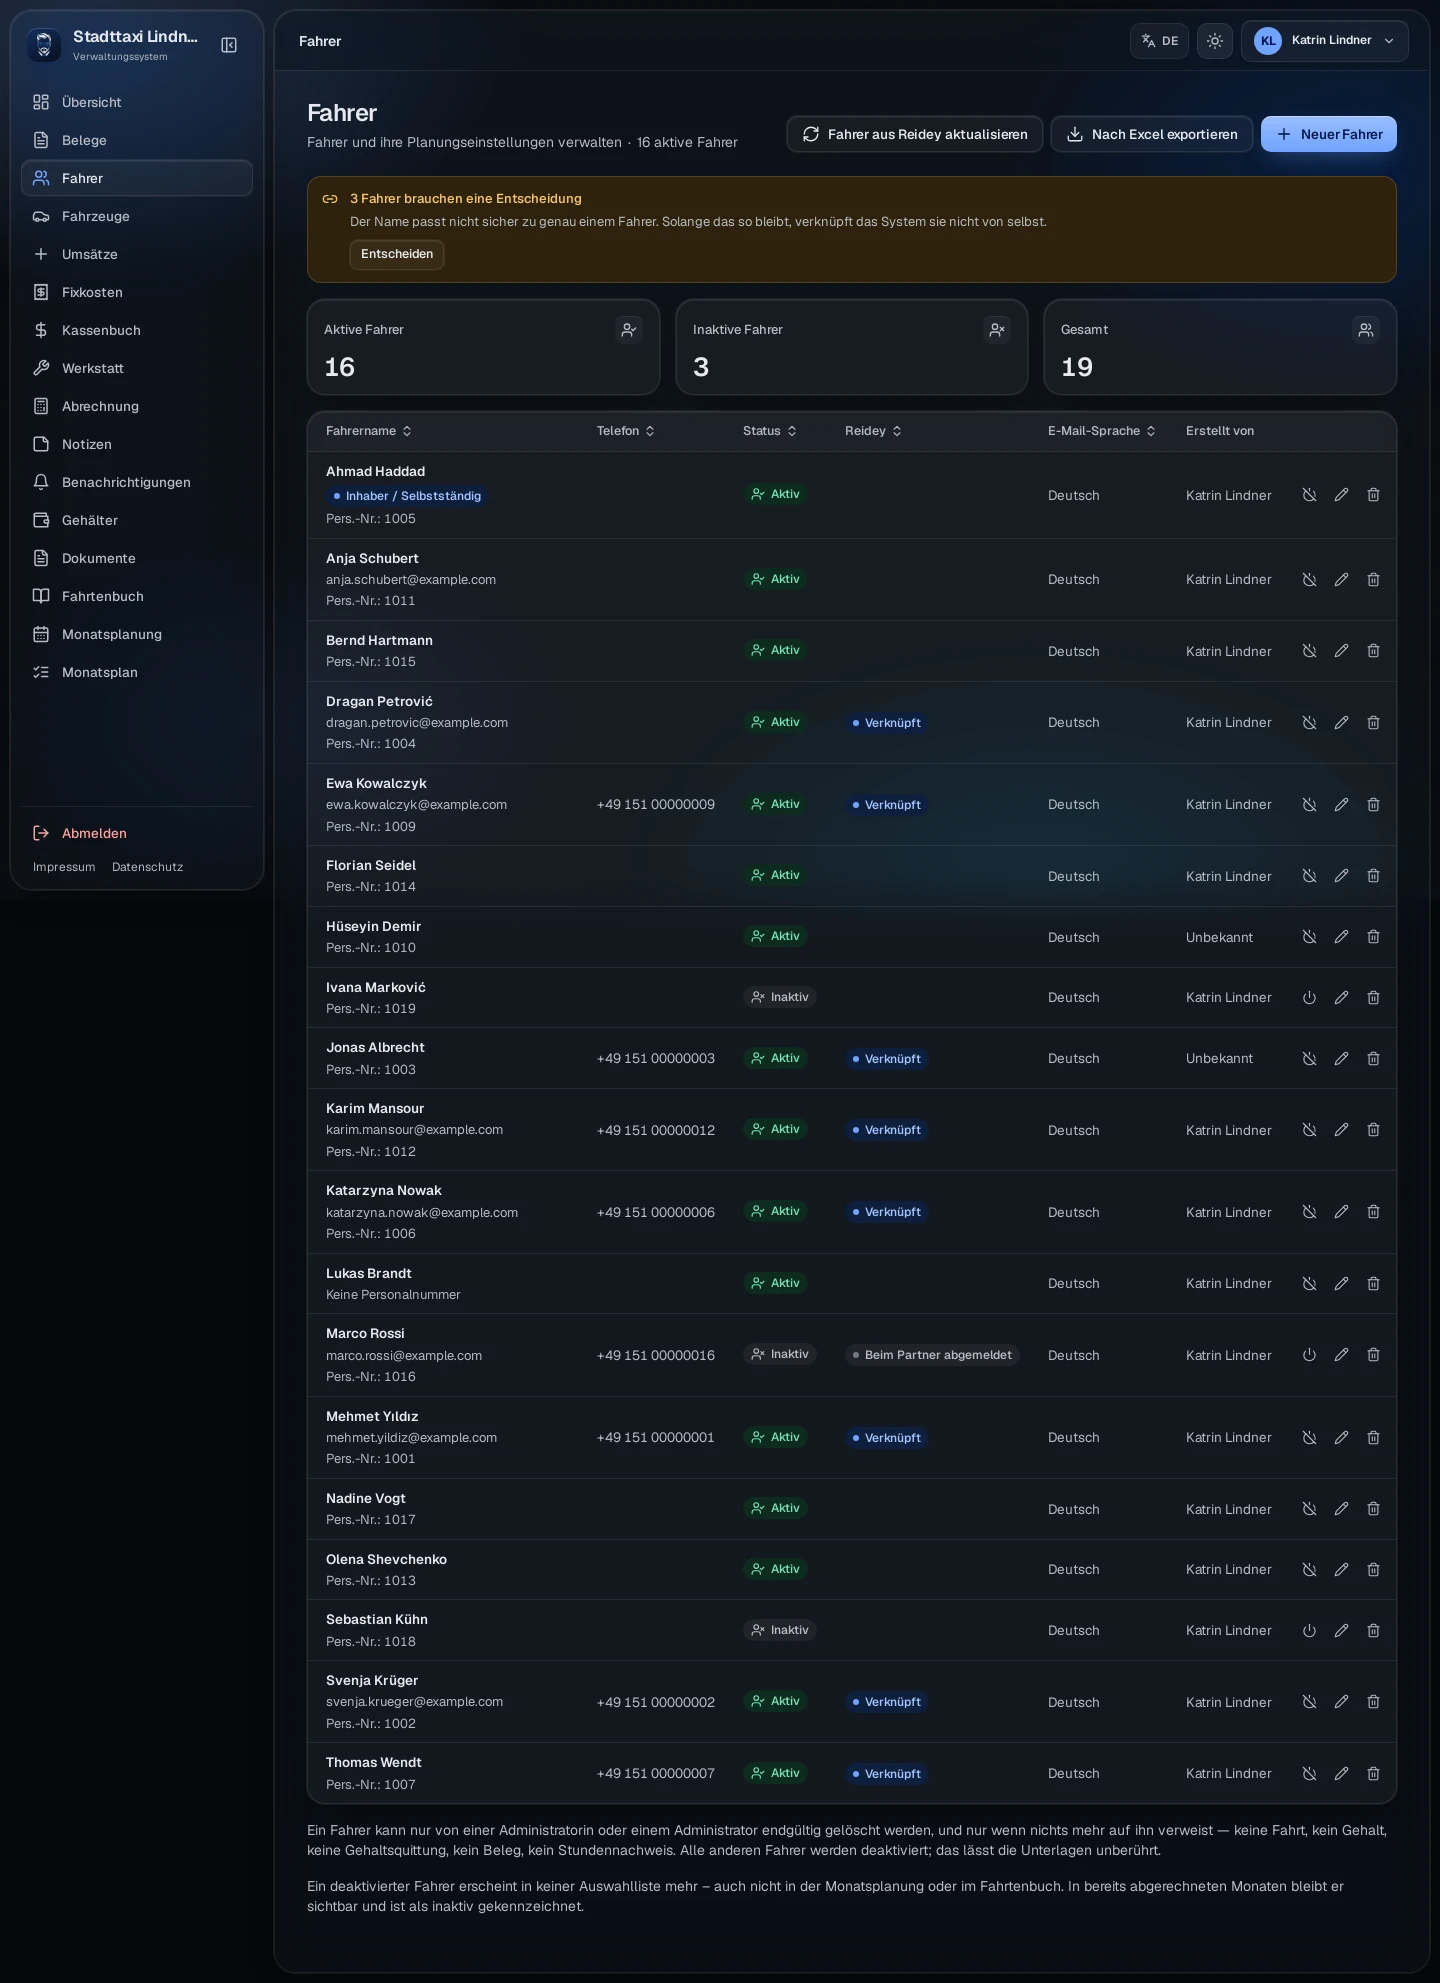 Stadttaxi Lindn...
Verwaltungssystem
Übersicht
Belege
Fahrer
Fahrzeuge
Umsätze
Fixkosten
Kassenbuch
Werkstatt
Abrechnung
Notizen
Benachrichtigungen
Gehälter
Dokumente
Fahrtenbuch
Monatsplanung
Monatsplan
Abmelden
Impressum Datenschutz
Fahrer
DE
KL Katrin Lindner
Fahrer
Fahrer und ihre Planungseinstellungen verwalten · 16 aktive Fahrer
Fahrer aus Reidey aktualisieren
Nach Excel exportieren
Neuer Fahrer
3 Fahrer brauchen eine Entscheidung
Der Name passt nicht sicher zu genau einem Fahrer. Solange das so bleibt, verknüpft das System sie nicht von selbst.
Entscheiden
Aktive Fahrer
16
Inaktive Fahrer
3
Gesamt
19
Fahrername Telefon Status Reidey E-Mail-Sprache Erstellt von
Ahmad Haddad
Inhaber / Selbstständig Aktiv Deutsch Katrin Lindner
Pers.-Nr.: 1005
Anja Schubert
anja.schubert@example.com Aktiv Deutsch Katrin Lindner
Pers.-Nr.: 1011
Bernd Hartmann
Aktiv Deutsch Katrin Lindner
Pers.-Nr.: 1015
Dragan Petrović
dragan.petrovic@example.com Aktiv Verknüpft Deutsch Katrin Lindner
Pers.-Nr.: 1004
Ewa Kowalczyk
ewa.kowalczyk@example.com +49 151 00000009 Aktiv Verknüpft Deutsch Katrin Lindner
Pers.-Nr.: 1009
Florian Seidel
Aktiv Deutsch Katrin Lindner
Pers.-Nr.: 1014
Hüseyin Demir
Aktiv Deutsch Unbekannt
Pers.-Nr.: 1010
Ivana Marković
Inaktiv Deutsch Katrin Lindner
Pers.-Nr.: 1019
Jonas Albrecht
+49 151 00000003 Aktiv Verknüpft Deutsch Unbekannt
Pers.-Nr.: 1003
Karim Mansour
karim.mansour@example.com +49 151 00000012 Aktiv Verknüpft Deutsch Katrin Lindner
Pers.-Nr.: 1012
Katarzyna Nowak
katarzyna.nowak@example.com +49 151 00000006 Aktiv Verknüpft Deutsch Katrin Lindner
Pers.-Nr.: 1006
Lukas Brandt
Aktiv Deutsch Katrin Lindner
Keine Personalnummer
Marco Rossi
marco.rossi@example.com +49 151 00000016 Inaktiv Beim Partner abgemeldet Deutsch Katrin Lindner
Pers.-Nr.: 1016
Mehmet Yıldız
mehmet.yildiz@example.com +49 151 00000001 Aktiv Verknüpft Deutsch Katrin Lindner
Pers.-Nr.: 1001
Nadine Vogt
Aktiv Deutsch Katrin Lindner
Pers.-Nr.: 1017
Olena Shevchenko
Aktiv Deutsch Katrin Lindner
Pers.-Nr.: 1013
Sebastian Kühn
Inaktiv Deutsch Katrin Lindner
Pers.-Nr.: 1018
Svenja Krüger
svenja.krueger@example.com +49 151 00000002 Aktiv Verknüpft Deutsch Katrin Lindner
Pers.-Nr.: 1002
Thomas Wendt
+49 151 00000007 Aktiv Verknüpft Deutsch Katrin Lindner
Pers.-Nr.: 1007
Ein Fahrer kann nur von einer Administratorin oder einem Administrator endgültig gelöscht werden, und nur wenn nichts mehr auf ihn verweist — keine Fahrt, kein Gehalt,
keine Gehaltsquittung, kein Beleg, kein Stundennachweis. Alle anderen Fahrer werden deaktiviert; das lässt die Unterlagen unberührt.
Ein deaktivierter Fahrer erscheint in keiner Auswahlliste mehr – auch nicht in der Monatsplanung oder im Fahrtenbuch. In bereits abgerechneten Monaten bleibt er
sichtbar und ist als inaktiv gekennzeichnet.